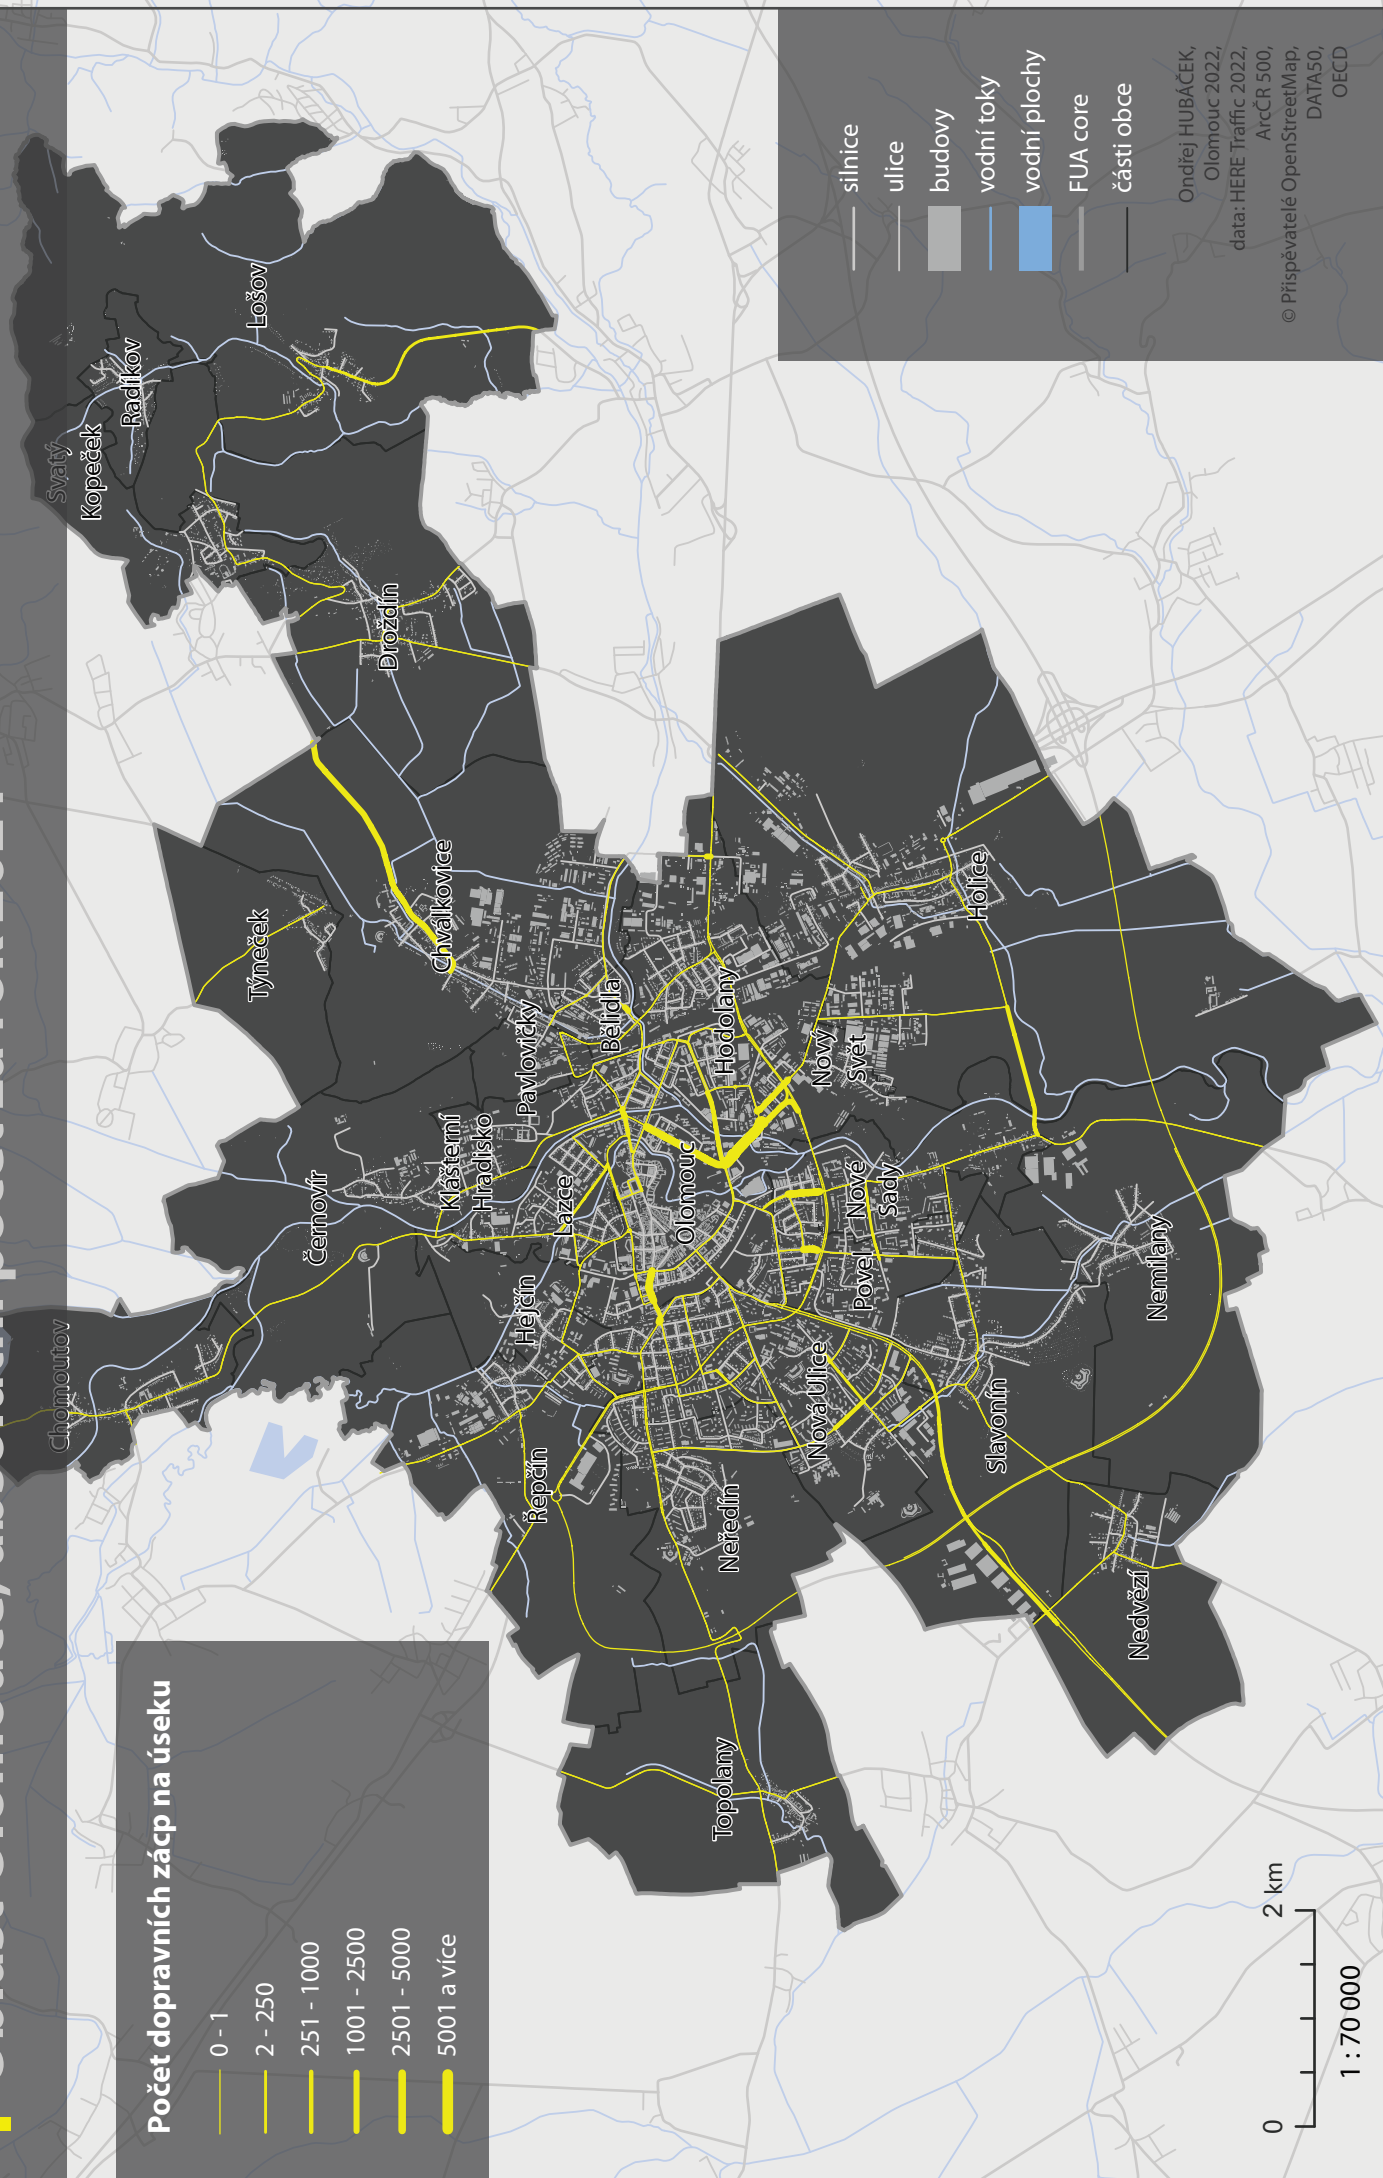 Počet dopravních zácp na úseku
0 - 1
2 - 250
251 - 1000
1001 - 2500
2501 - 5000
5001 a více
Chomoutov
Svatý
Kopeček
Radíkov
Lošov
Droždín
Týneček
Chválkovice
Černovír
Klášterní
Hradisko
Pavlovičky
Bělidla
Lazce
Hejčín
Řepčín
Olomouc
Hodolany
Neředín
Topolany
Nová Ulice
Povel
Nové
Sady
Nový
Svět
Holice
Slavonín
Nemilany
Nedvězí
silnice
ulice
budovy
vodní toky
vodní plochy
FUA core
části obce
Ondřej HUBÁČEK,
Olomouc 2022,
data: HERE Traffic 2022,
ArcČR 500,
© Přispěvatelé OpenStreetMap,
DATA50,
OECD
0
2 km
1 : 70 000